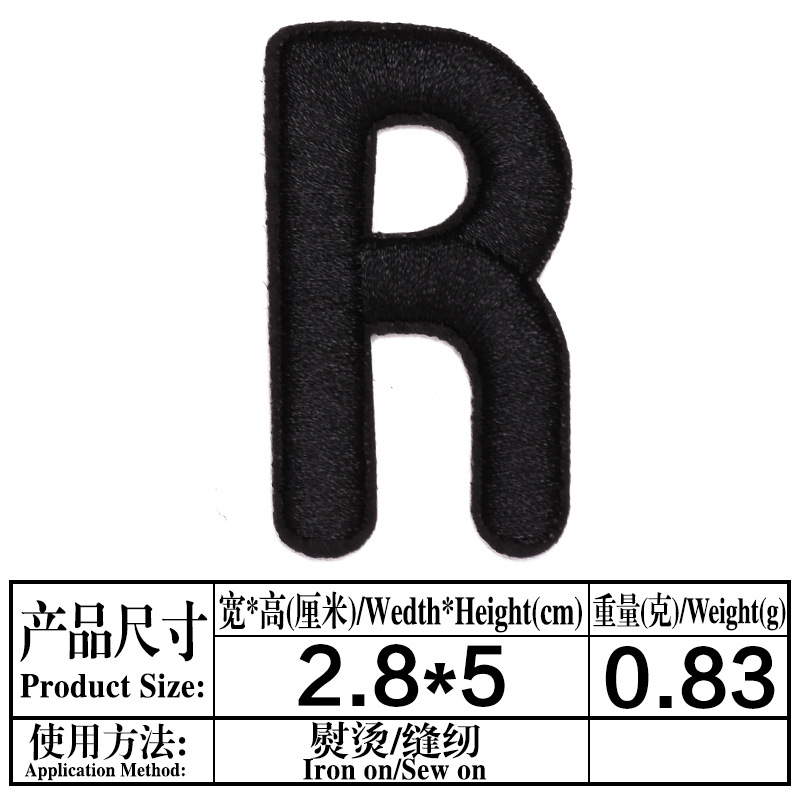 R
产品尺寸
Product Size:
宽*高(厘米)/Wedth*Height(cm)
重量(克)/Weight(g)
2.8*5
0.83
使用方法:
Application Method:
熨烫/缝纫
Iron on/Sew on